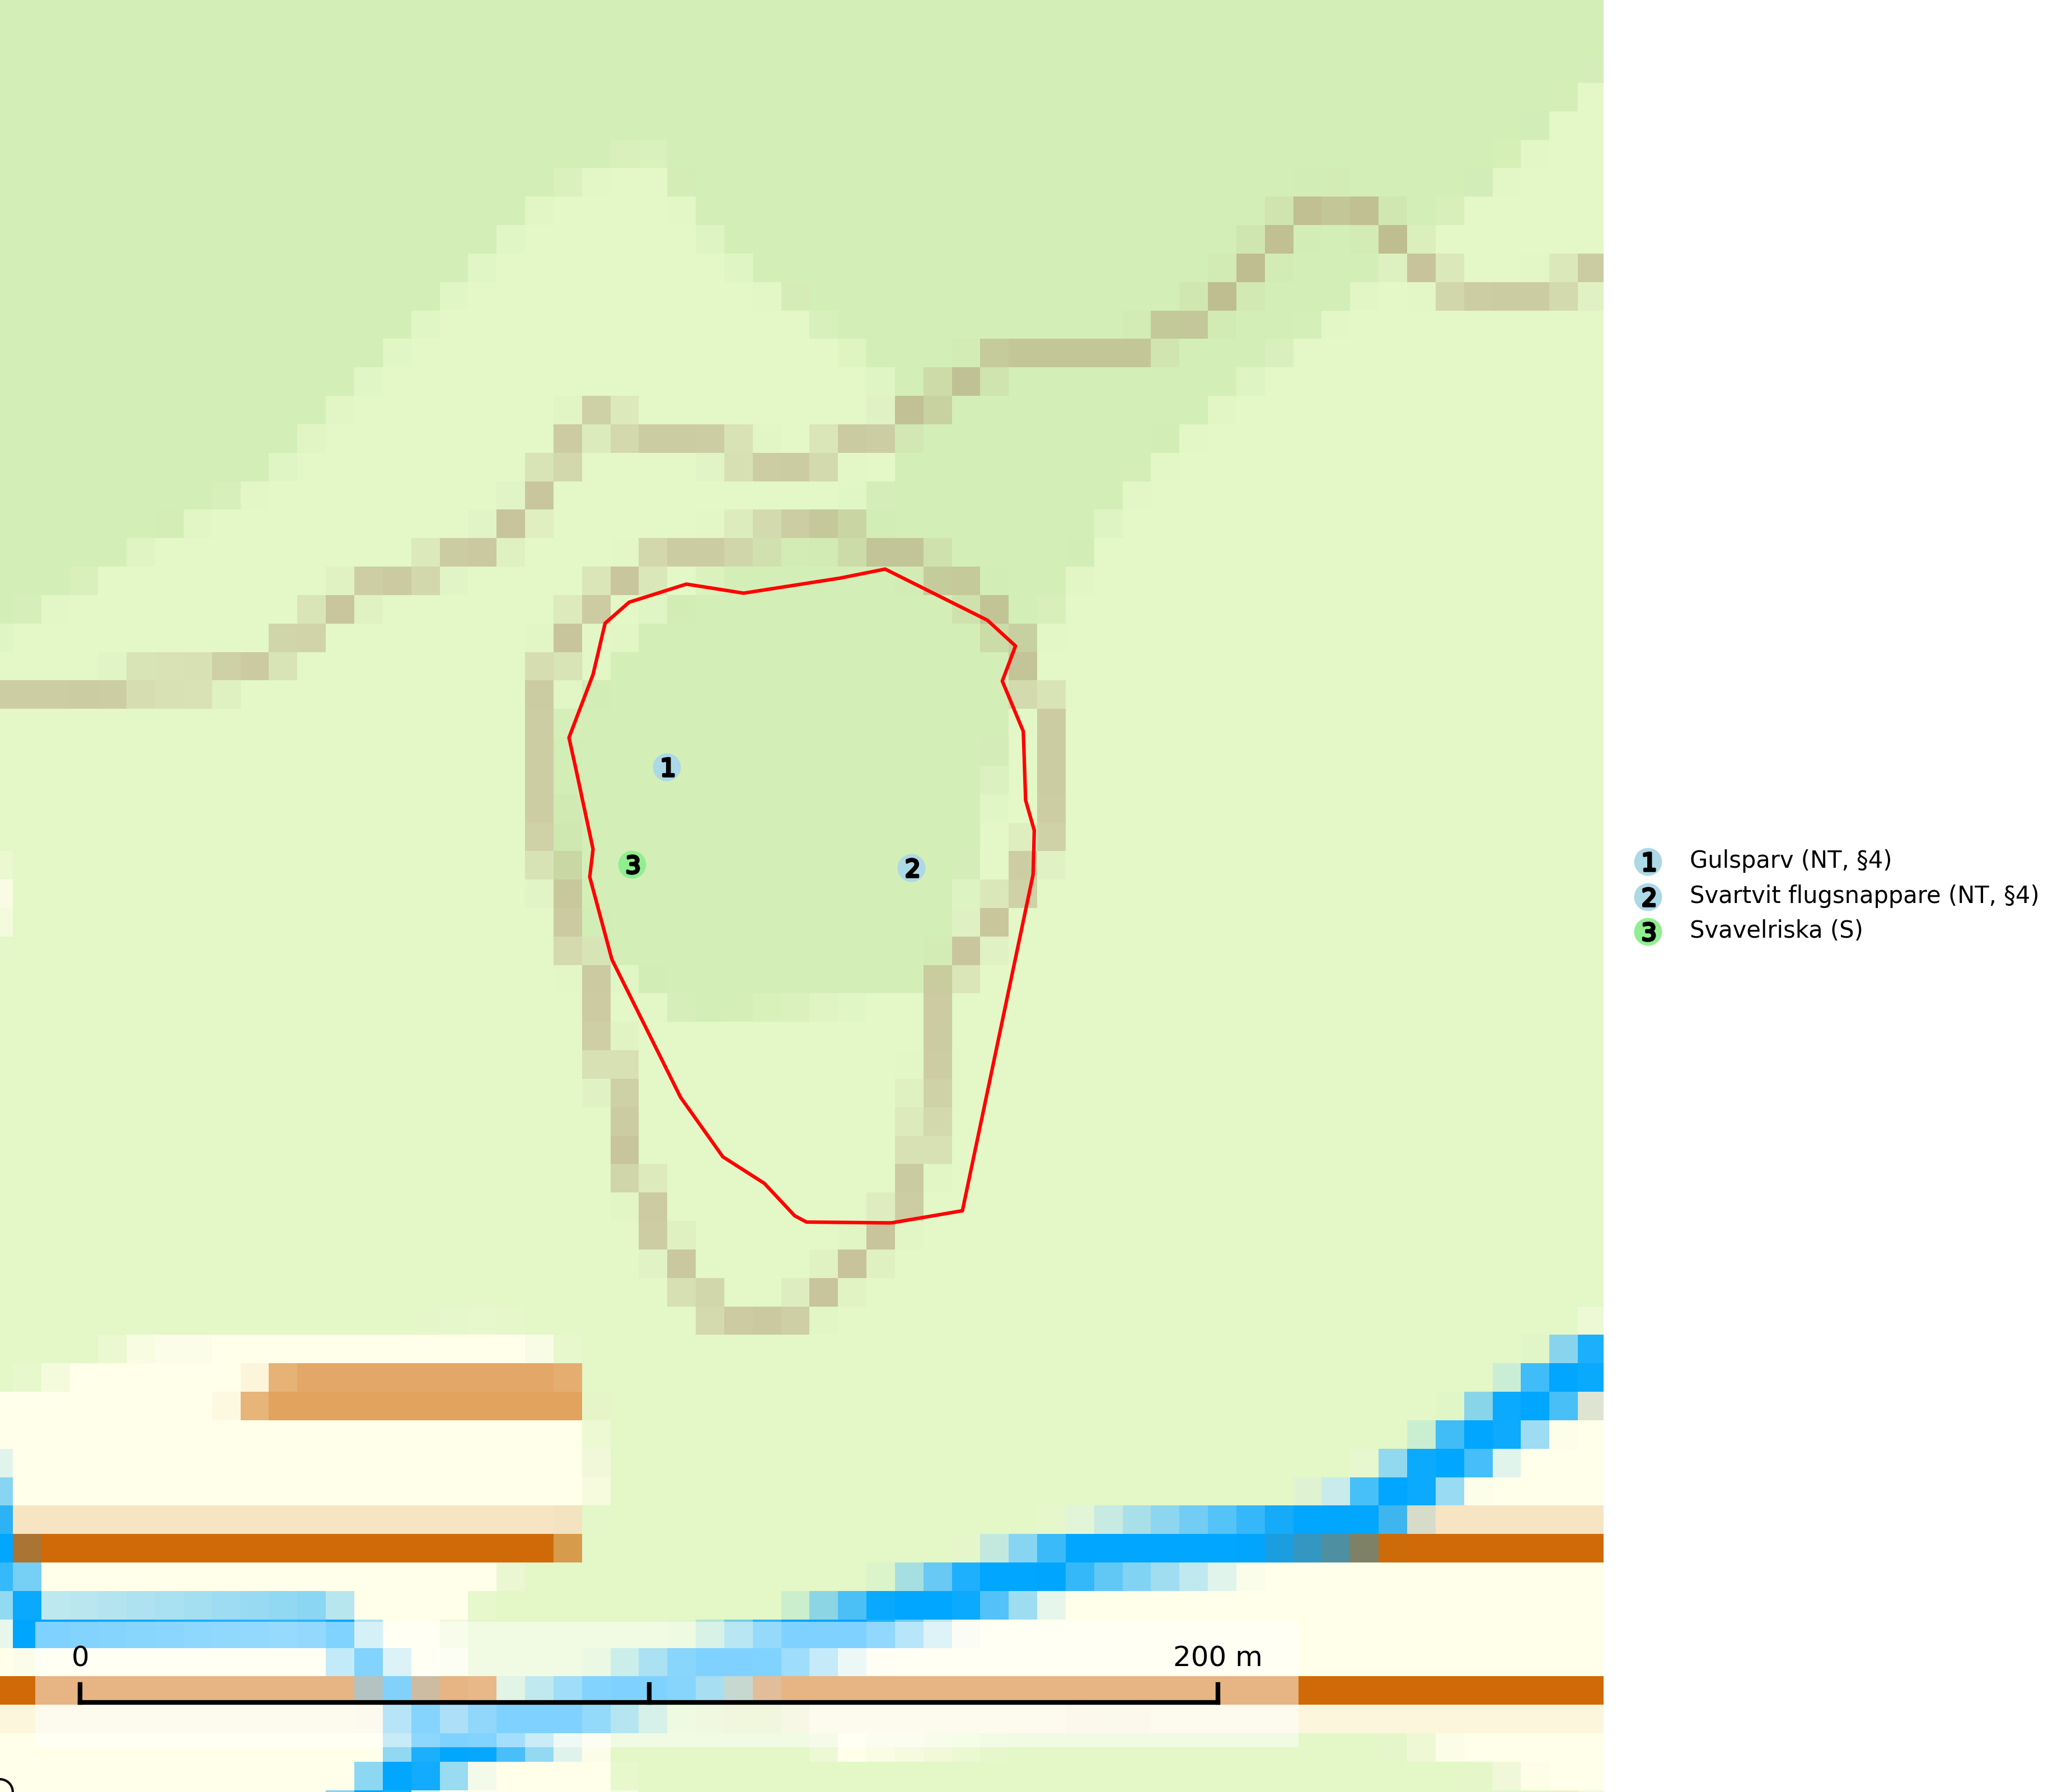 1
3
2
1 Gulsparv (NT, §4)
2 Svartvit flugsnappare (NT, §4)
3 Svavelriska (S)
0 200 m